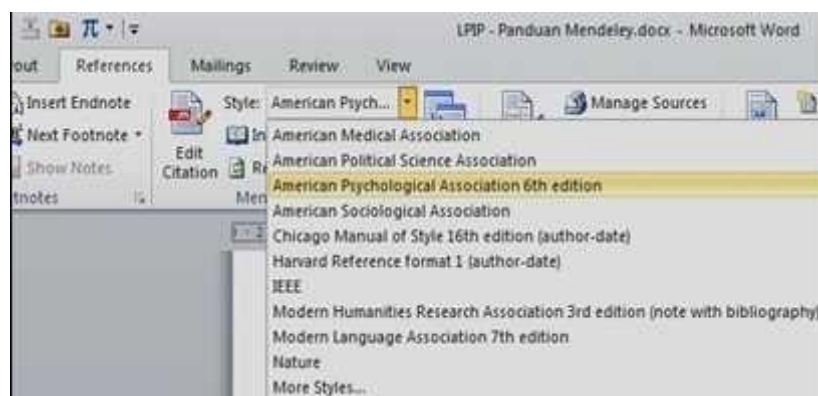 LPIP - Panduan Mendeley.docx - Microsoft Word
out References Mailings Review View
Insert Endnote
Next Footnote
Show Notes
tnotes
Edit Citation
Style: American Psych...
In
Re
Men
Manage Sources
American Medical Association
American Political Science Association
American Psychological Association 6th edition
American Sociological Association
Chicago Manual of Style 16th edition (author-date)
Harvard Reference format 1 (author-date)
IEEE
Modern Humanities Research Association 3rd edition (note with bibliography)
Modern Language Association 7th edition
Nature
More Styles...